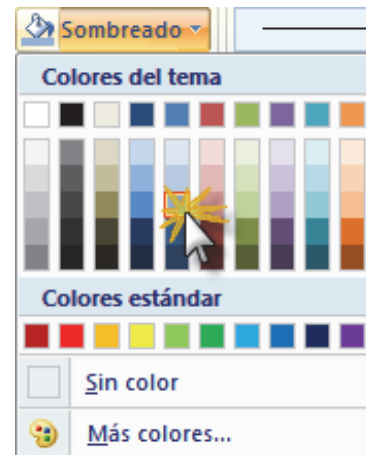 Sombreado
Colores del tema
Colores estándar
Sin color
Más colores...